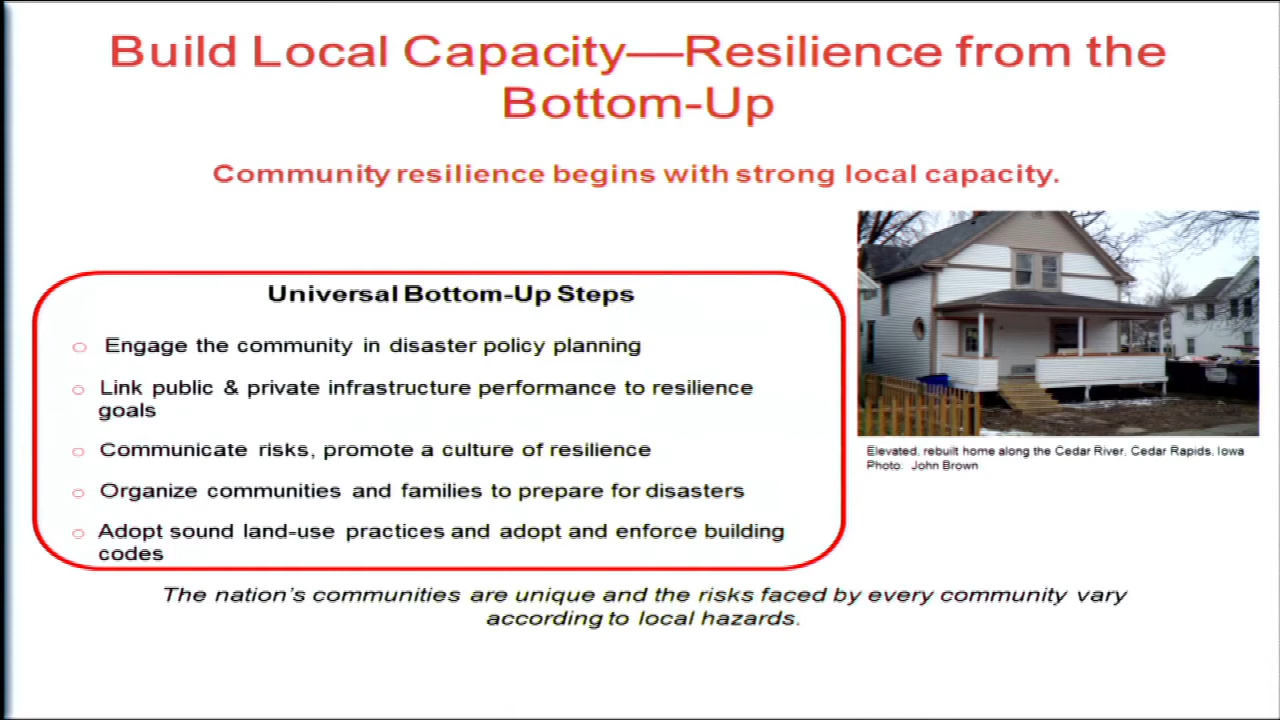 Build Local Capacity—Resilience from the
Bottom-Up
Community resilience begins with strong local capacity.
Universal Bottom-Up Steps
Engage the community in disaster policy planning
Link public & private infrastructure performance to resilience
goals
Communicate risks, promote a culture of resilience
Organize communities and families to prepare for disasters
Adopt sound land-use practices and adopt and enforce building
codes
Elevated, rebuilt home along the Cedar River, Cedar Rapids, Iowa
Photo: John Brown
The nation's communities are unique and the risks faced by every community vary
according to local hazards.